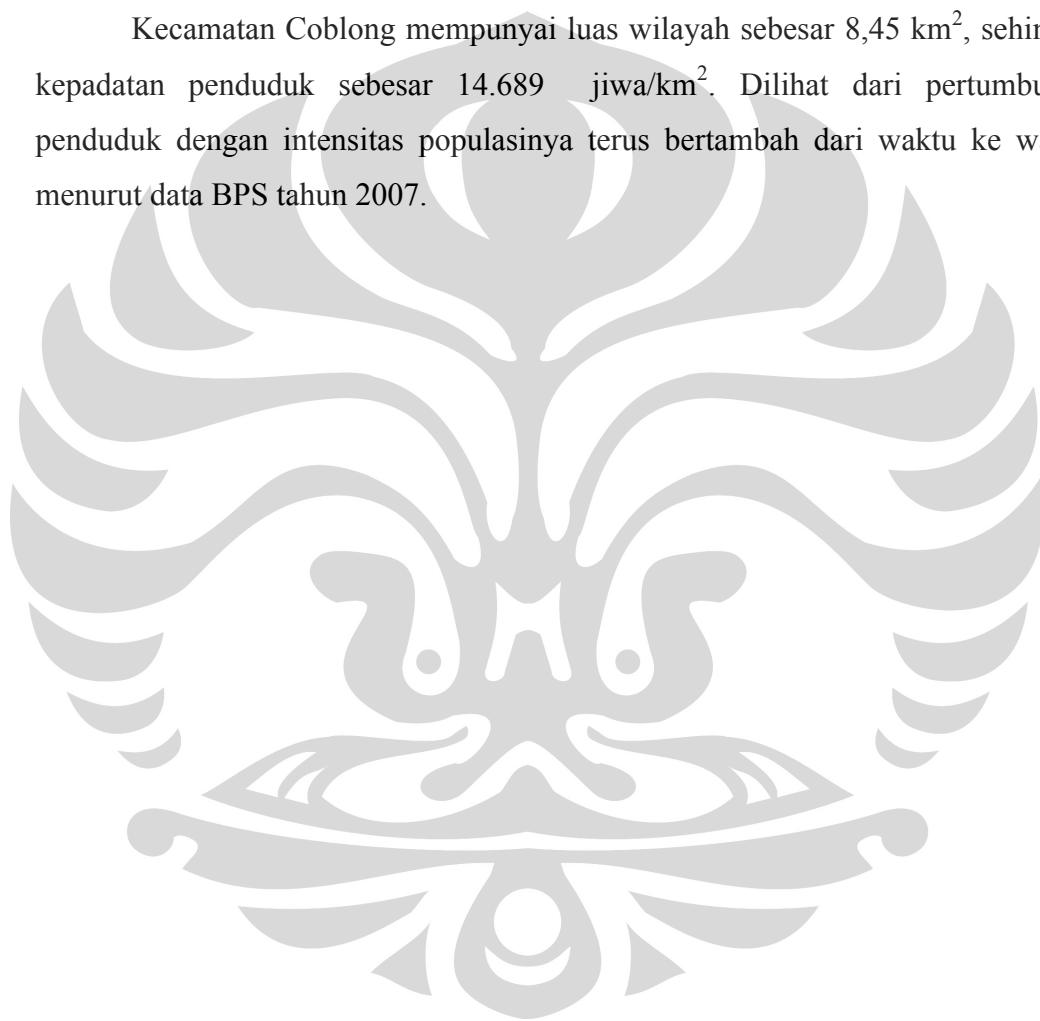 Kecamatan Coblong mempunyai luas wilayah sebesar 8,45 km², sehin
kepadatan penduduk sebesar 14.689 jiwa/km². Dilihat dari pertumbu
penduduk dengan intensitas populasinya terus bertambah dari waktu ke wa
menurut data BPS tahun 2007.